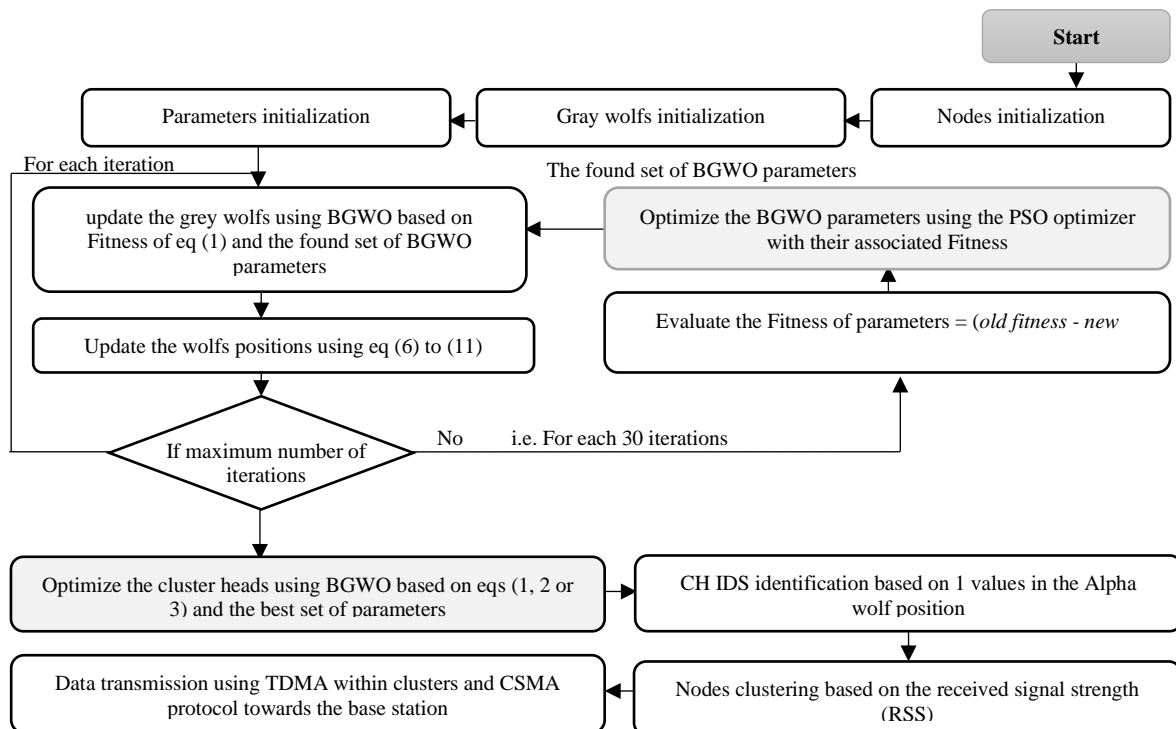 Start
Parameters initialization
Gray wolfs initialization
Nodes initialization
For each iteration
The found set of BGWO parameters
update the grey wolfs using BGWO based on
Fitness of eq (1) and the found set of BGWO
parameters
Optimize the BGWO parameters using the PSO optimizer
with their associated Fitness
Evaluate the Fitness of parameters = (old fitness - new
Update the wolfs positions using eq (6) to (11)
If maximum number of
iterations
No
i.e. For each 30 iterations
Optimize the cluster heads using BGWO based on eqs (1, 2 or
3) and the best set of parameters
CH IDS identification based on 1 values in the Alpha
wolf position
Data transmission using TDMA within clusters and CSMA
protocol towards the base station
Nodes clustering based on the received signal strength
(RSS)